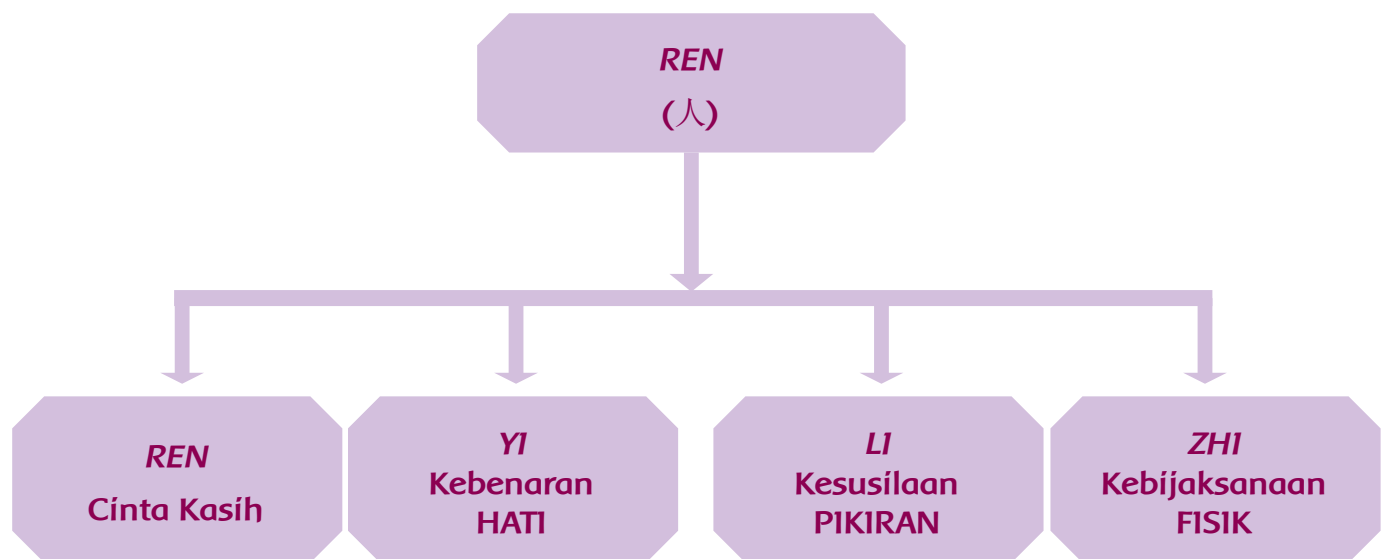 REN
(人)
REN
Cinta Kasih
YI
Kebenaran
HATI
LI
Kesusilaan
PIKIRAN
ZHI
Kebijaksanaan
FISIK